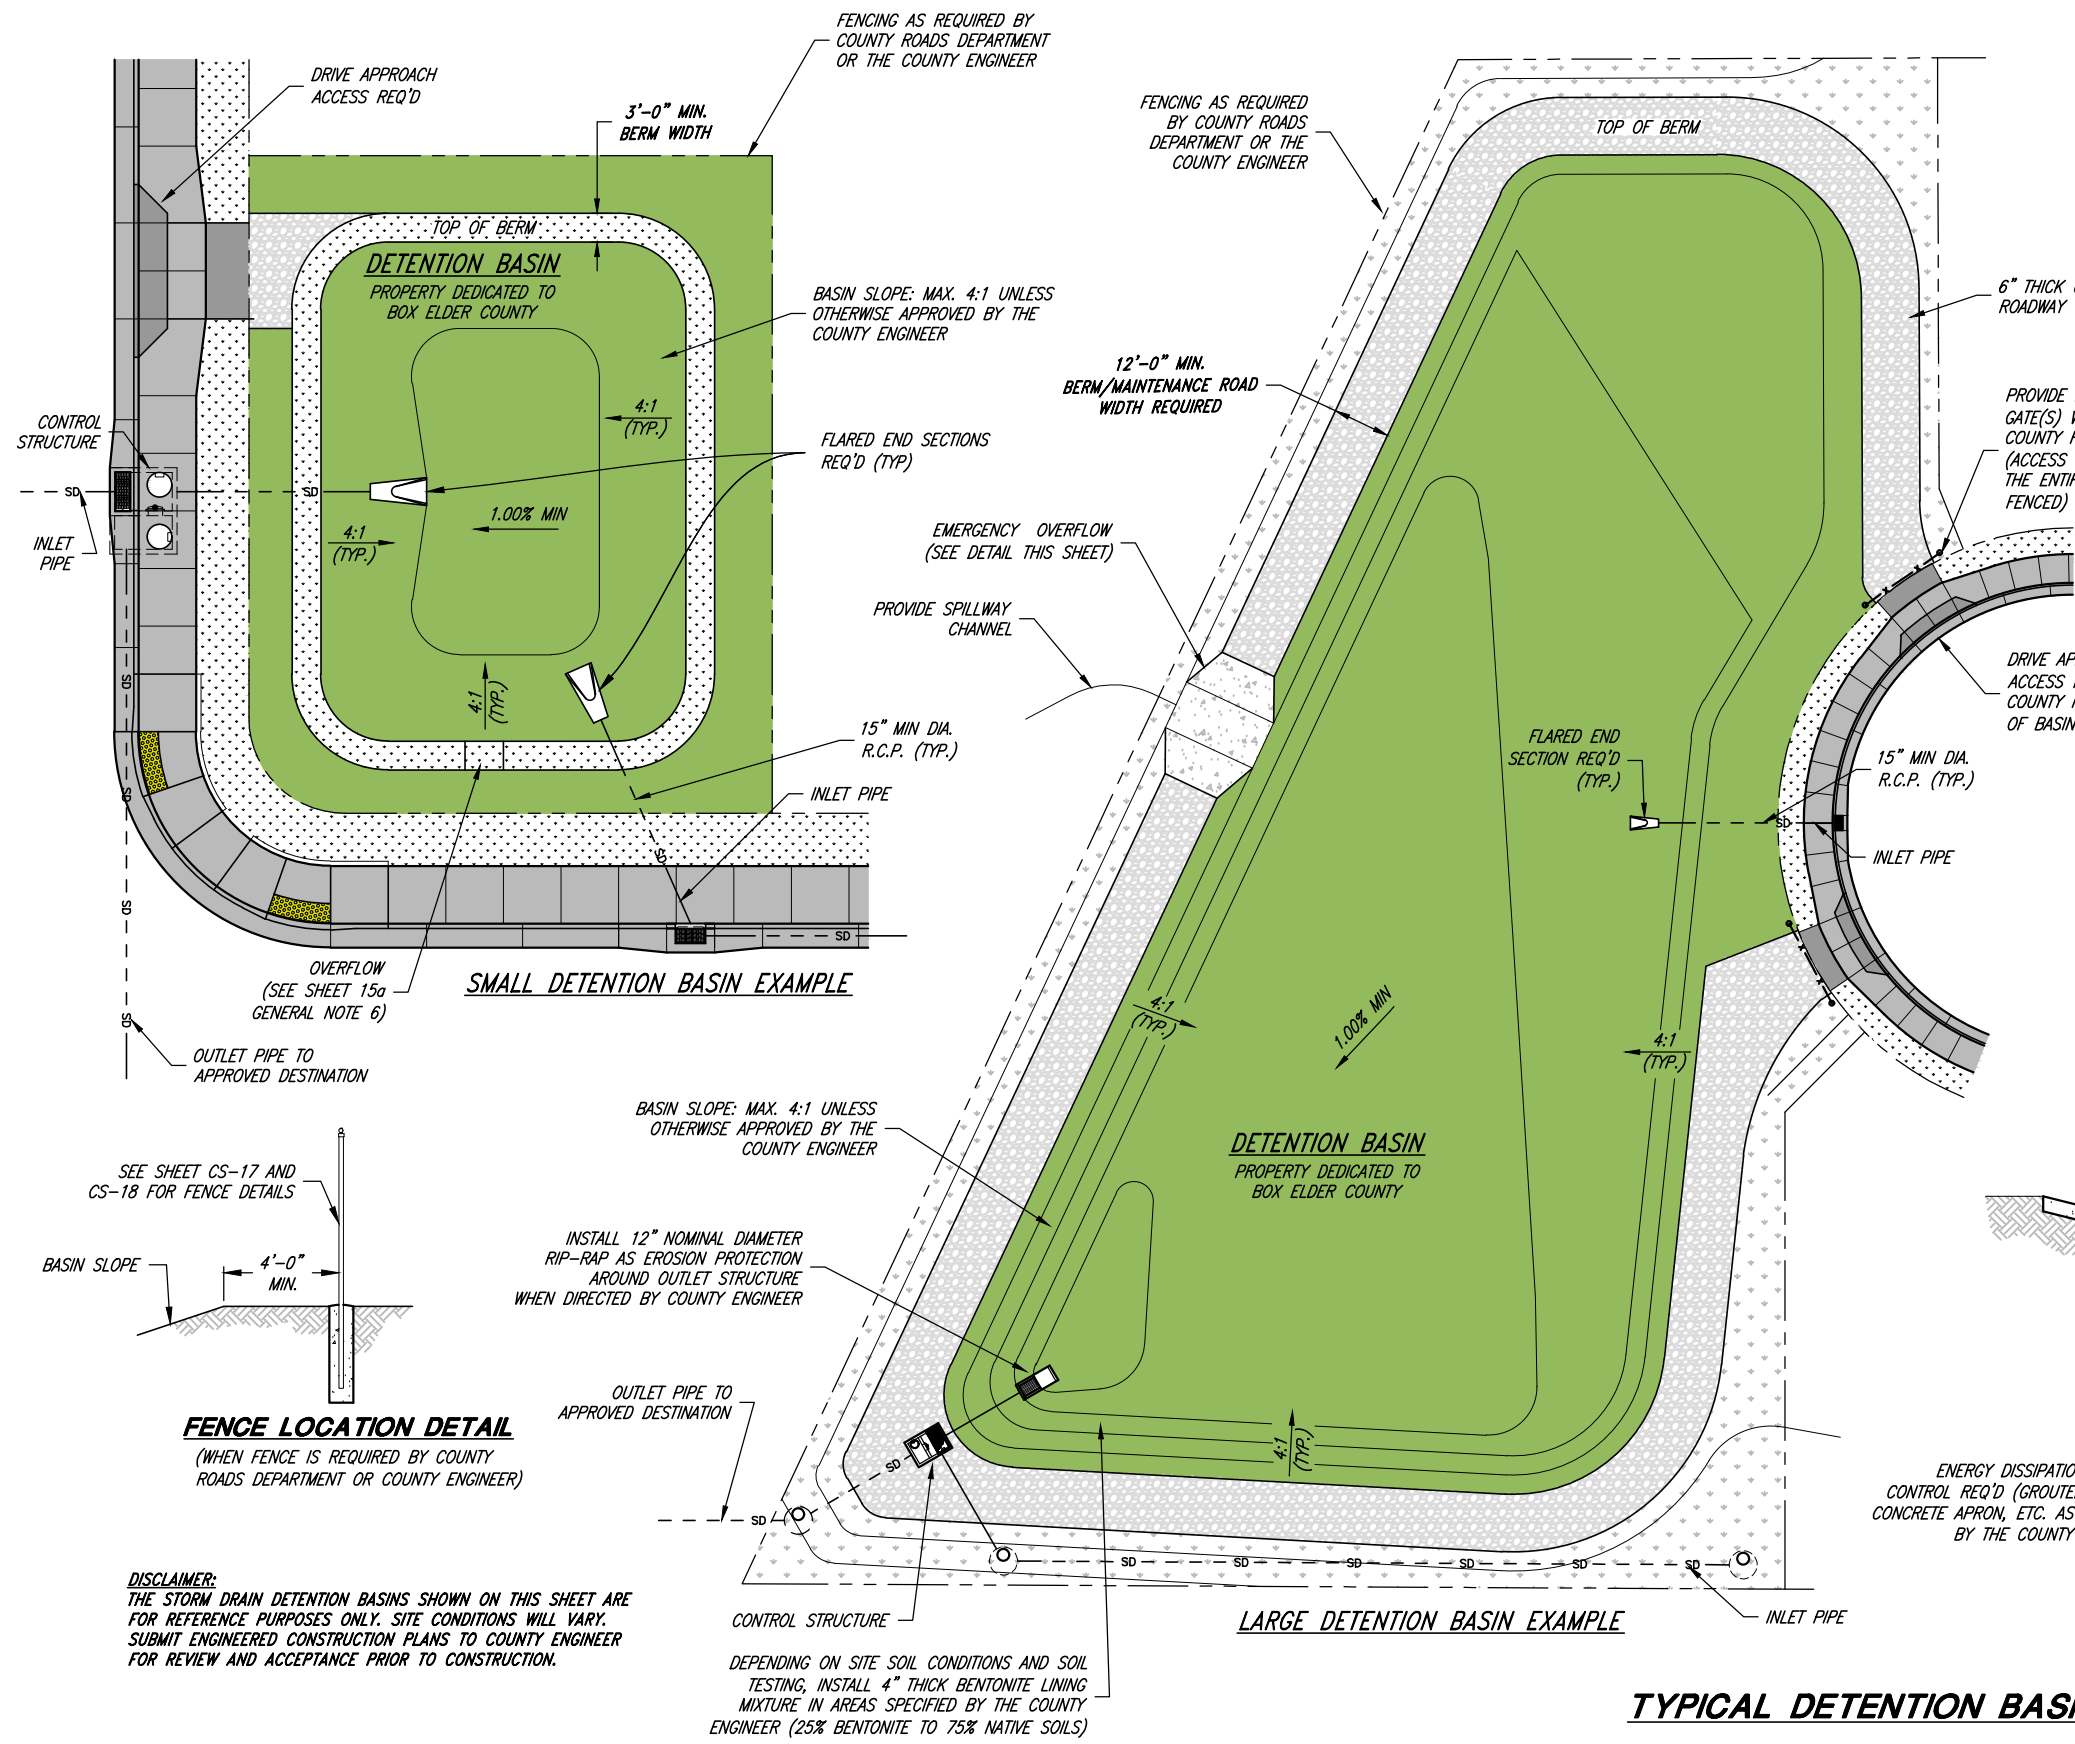 FENCING AS REQUIRED BY
COUNTY ROADS DEPARTMENT
OR THE COUNTY ENGINEER
DRIVE APPROACH
ACCESS REQ'D
3'-0" MIN.
BERM WIDTH
TOP OF BERM
DETENTION BASIN
PROPERTY DEDICATED TO
BOX ELDER COUNTY
BASIN SLOPE: MAX. 4:1 UNLESS
OTHERWISE APPROVED BY THE
COUNTY ENGINEER
4:1
(TYP.)
CONTROL
STRUCTURE
FLARED END SECTIONS
REQ'D (TYP)
SD
SD
1.00% MIN
4:1
(TYP.)
INLET
PIPE
4:1
(TYP.)
SD
15" MIN DIA.
R.C.P. (TYP.)
INLET PIPE
SD
SD
SD
SD
OVERFLOW
(SEE SHEET 15a
GENERAL NOTE 6)
SMALL DETENTION BASIN EXAMPLE
SD
OUTLET PIPE TO
APPROVED DESTINATION
SEE SHEET CS-17 AND
CS-18 FOR FENCE DETAILS
BASIN SLOPE
4'-0"
MIN.
FENCE LOCATION DETAIL
(WHEN FENCE IS REQUIRED BY COUNTY
ROADS DEPARTMENT OR COUNTY ENGINEER)
DISCLAIMER:
THE STORM DRAIN DETENTION BASINS SHOWN ON THIS SHEET ARE
FOR REFERENCE PURPOSES ONLY. SITE CONDITIONS WILL VARY.
SUBMIT ENGINEERED CONSTRUCTION PLANS TO COUNTY ENGINEER
FOR REVIEW AND ACCEPTANCE PRIOR TO CONSTRUCTION.
FENCING AS REQUIRED
BY COUNTY ROADS
DEPARTMENT OR THE
COUNTY ENGINEER
TOP OF BERM
6" THICK
ROADWAY
12'-0" MIN.
BERM/MAINTENANCE ROAD
WIDTH REQUIRED
PROVIDE
GATE(S)
COUNTY
(ACCESS
THE ENTI
FENCED)
EMERGENCY OVERFLOW
(SEE DETAIL THIS SHEET)
PROVIDE SPILLWAY
CHANNEL
DRIVE AP
ACCESS
COUNTY
OF BASIN
FLARED END
SECTION REQ'D
(TYP.)
15" MIN DIA.
R.C.P. (TYP.)
SD
INLET PIPE
4:1
(TYP.)
1.00% MIN
4:1
(TYP.)
BASIN SLOPE: MAX. 4:1 UNLESS
OTHERWISE APPROVED BY THE
COUNTY ENGINEER
DETENTION BASIN
PROPERTY DEDICATED TO
BOX ELDER COUNTY
INSTALL 12" NOMINAL DIAMETER
RIP-RAP AS EROSION PROTECTION
AROUND OUTLET STRUCTURE
WHEN DIRECTED BY COUNTY ENGINEER
OUTLET PIPE TO
APPROVED DESTINATION
4:1
(TYP.)
SD
SD
ENERGY DISSIPATIO
CONTROL REQ'D (GROUTE
CONCRETE APRON, ETC. AS
BY THE COUNTY
SD SD SD SD SD SD
CONTROL STRUCTURE
LARGE DETENTION BASIN EXAMPLE
INLET PIPE
DEPENDING ON SITE SOIL CONDITIONS AND SOIL
TESTING, INSTALL 4" THICK BENTONITE LINING
MIXTURE IN AREAS SPECIFIED BY THE COUNTY
ENGINEER (25% BENTONITE TO 75% NATIVE SOILS)
TYPICAL DETENTION BAS